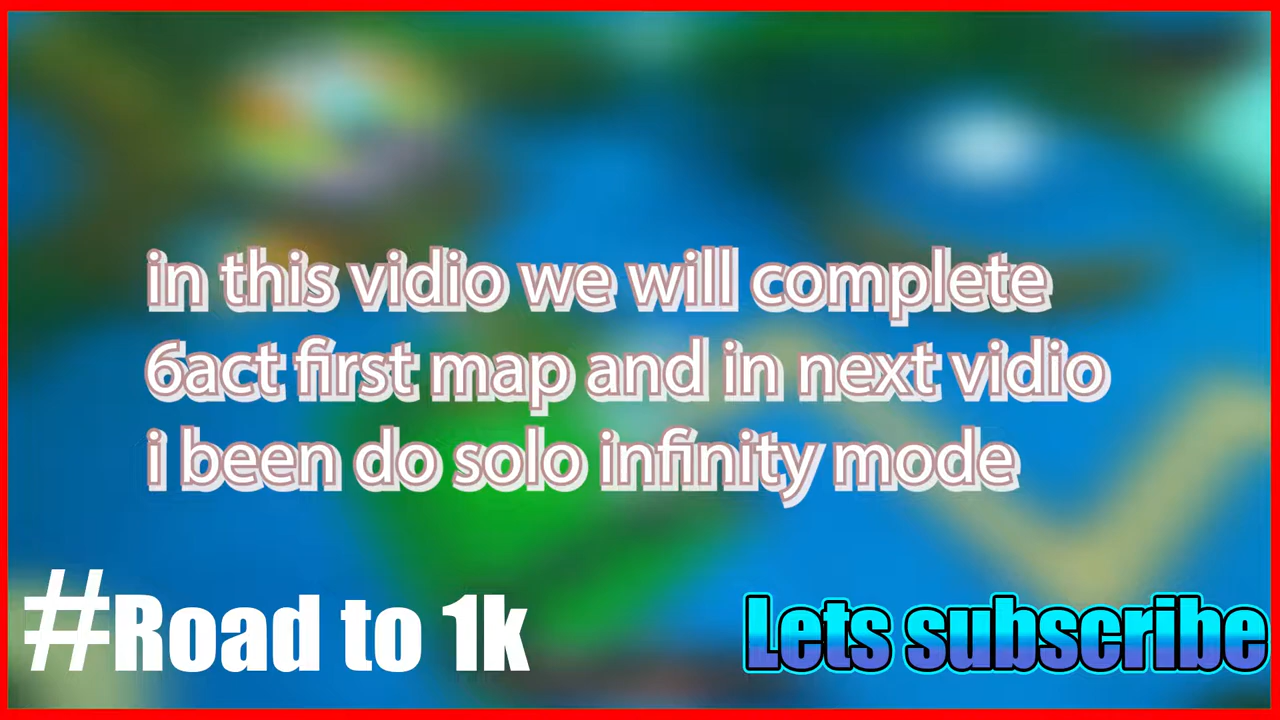 in this vidio we will complete
6act first map and in next vidio
i been do solo infinity mode
#Road to 1k
Lets subscribe